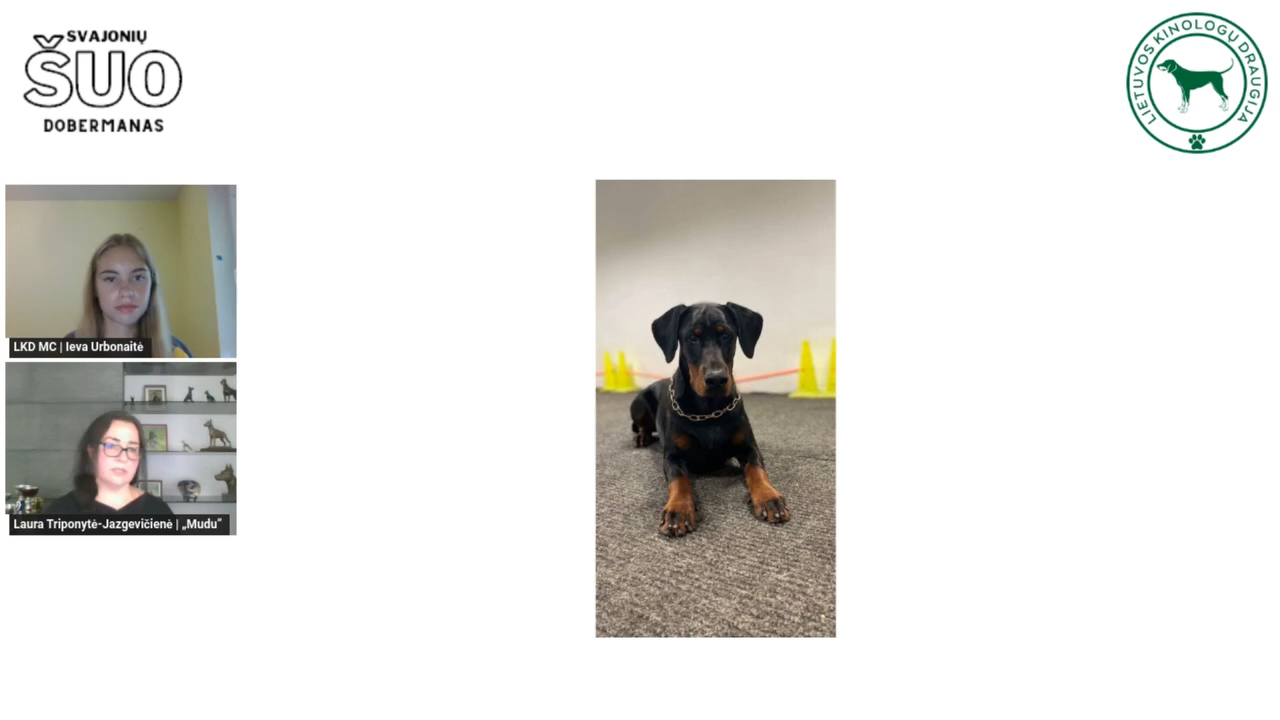 SVAJONIŲ
ŠUO
DOBERMANAS
LIETUVOS KINOLOGŲ DRAUGIJA
LKD MC | Ieva Urbonaitė
Laura Triponytė-Jazgevičienė | „Mudu“